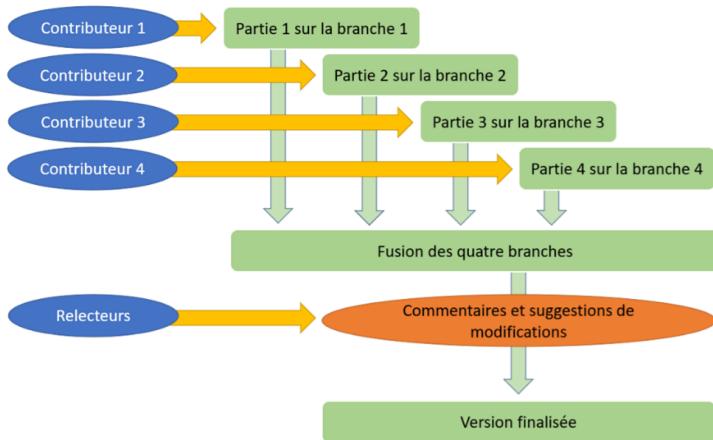 Contributeur 1
Partie 1 sur la branche 1
Contributeur 2
Partie 2 sur la branche 2
Contributeur 3
Partie 3 sur la branche 3
Contributeur 4
Partie 4 sur la branche 4
Fusion des quatre branches
Relecteurs
Commentaires et suggestions de
modifications
Version finalisée